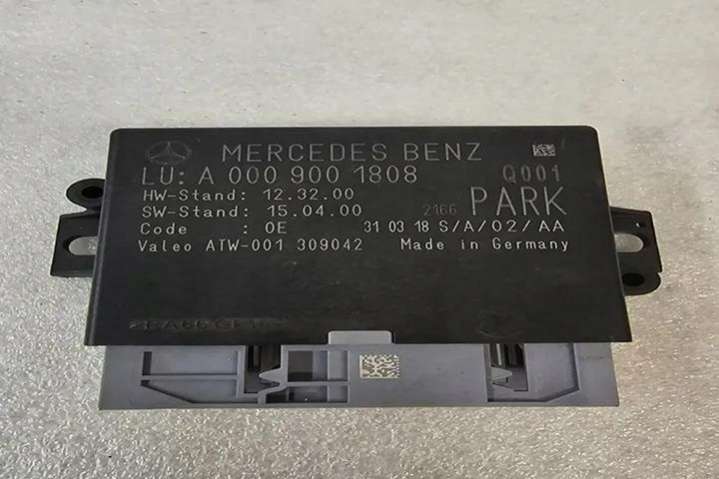 MERCEDES BENZ
LU: A 000 900 1808 Q001
HW-Stand: 12.32.00
SW-Stand: 15.04.00 2166 PARK
Code : 0E 31 03 18 S/A/02/AA
Valeo ATW-001 309042 Made in Germany